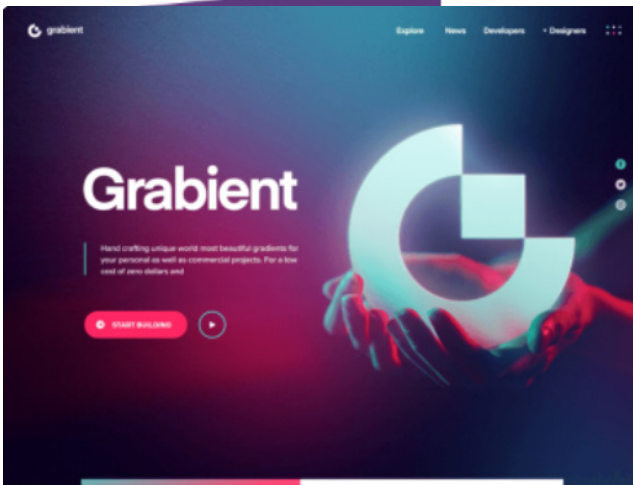 grabient
Explore News Developers Designers
Grabient
Hand crafting unique world most beautiful gradients for
your personal as well as commercial projects. For a low
cost of zero dollars and
START BUILDING